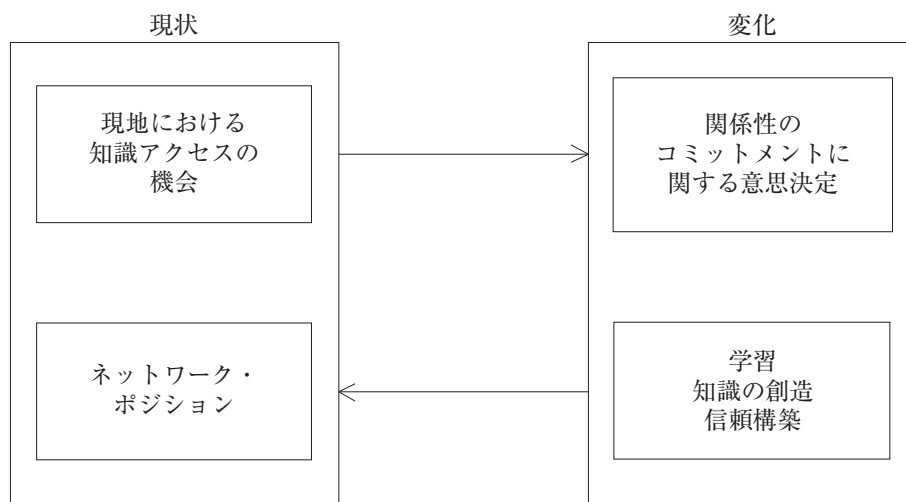 現状
現地における
知識アクセスの
機会
ネットワーク・
ポジション
変化
関係性の
コミットメントに
関する意思決定
学習
知識の創造
信頼構築